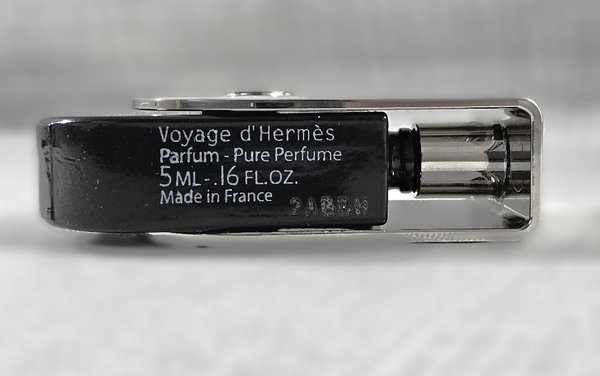 Voyage d'Hermès
Parfum - Pure Perfume
5 ML - .16 FL.OZ.
Made in France